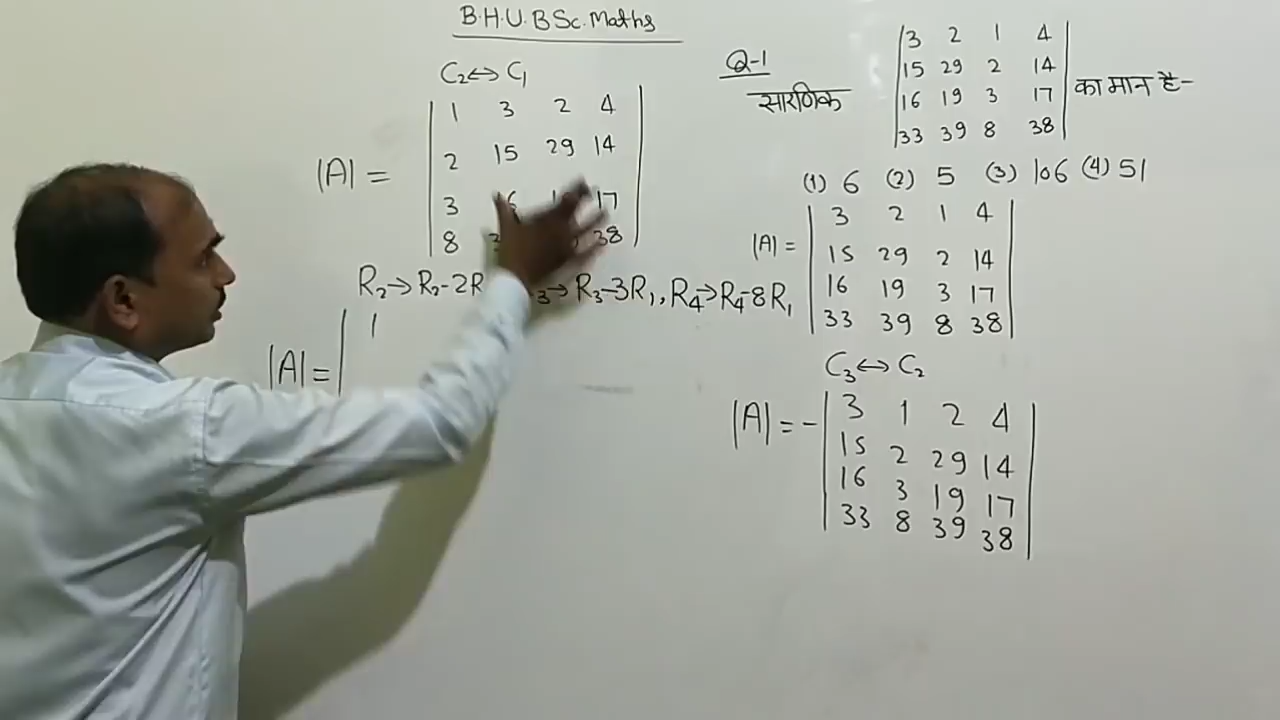 B.H.U. BSc. Maths
C₂↔C₁
|A| =
1 3 2 4
2 15 29 14
3 17
8 38
R₂→R₂-2R →R₃-3R₁, R₄→R₄-8R₁
|A| =
1
Q-1
सारणिक
3 2 1 4
15 29 2 14
16 19 3 17
33 39 8 38
का मान है-
(1) 6 (2) 5 (3) 106 (4) 51
|A| =
3 2 1 4
15 29 2 14
16 19 3 17
33 39 8 38
C₃↔C₂
|A| = -
3 1 2 4
15 2 29 14
16 3 19 17
33 8 39 38